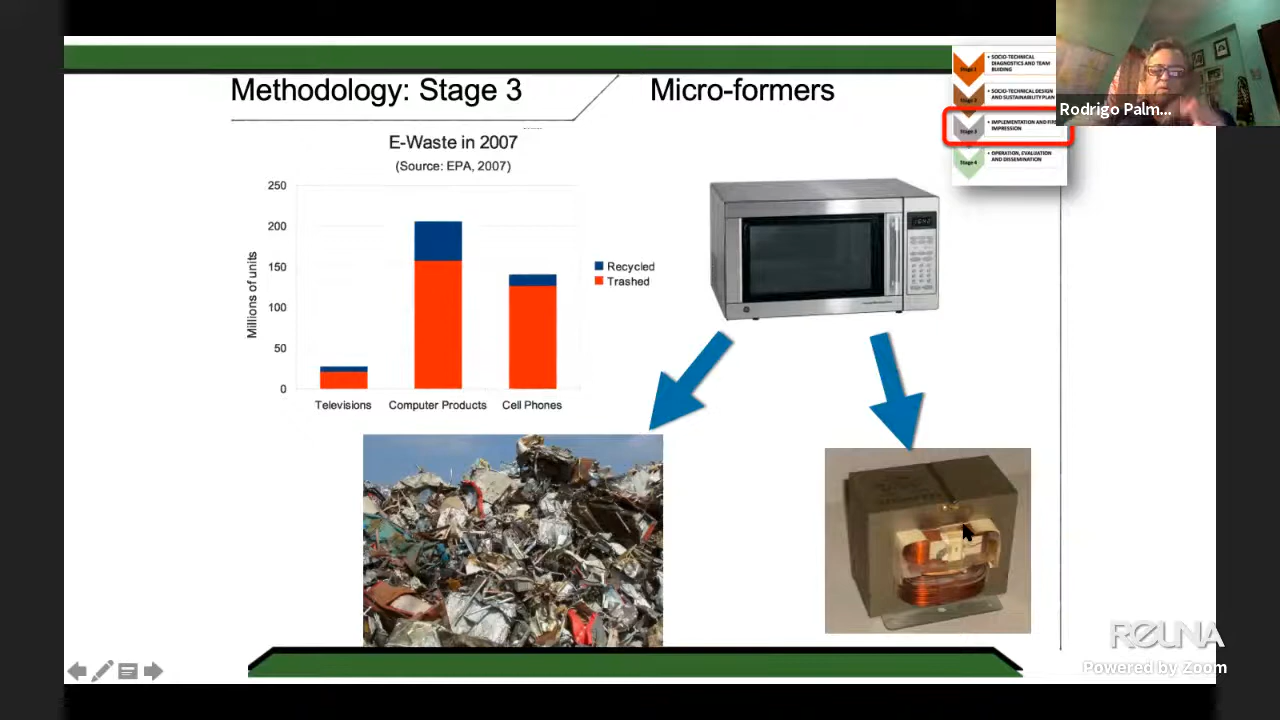 Methodology: Stage 3
Micro-formers
E-Waste in 2007
(Source: EPA, 2007)
250
200
150
100
50
0
Millions of units
Televisions
Computer Products
Cell Phones
Recycled
Trashed
Stage 1
• SOCIO-TECHNICAL
DIAGNOSTICS AND TEAM
BUIDING
Stage 2
• SOCIO-TECHNICAL DESIGN
AND SUSTAINABILITY PLAN
Stage 3
• IMPLEMENTATION AND
IMPRESSION
Stage 4
• OPERATION, EVALUATION
AND DISSEMINATION
Rodrigo Palm...
REUNA
Powered by Zoom